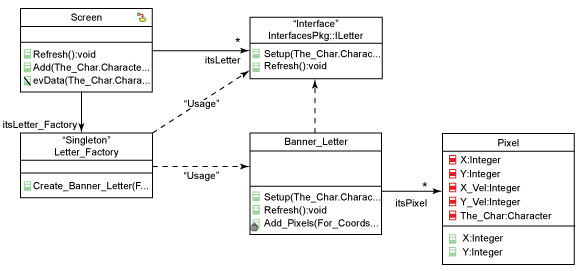 Screen
Refresh():void
Add(The_Char.Characte...
evData(The_Char.Chara...
*
itsLetter
“Interface”
InterfacesPkg::ILetter
Setup(The_Char.Charac...
Refresh():void
“Usage”
itsLetter_Factory
“Singleton”
Letter_Factory
Create_Banner_Letter(F...
“Usage”
Banner_Letter
Setup(The_Char.Charac...
Refresh():void
Add_Pixels(For_Coords...
*
itsPixel
Pixel
X:Integer
Y:Integer
X_Vel:Integer
Y_Vel:Integer
The_Char:Character
X:Integer
Y:Integer